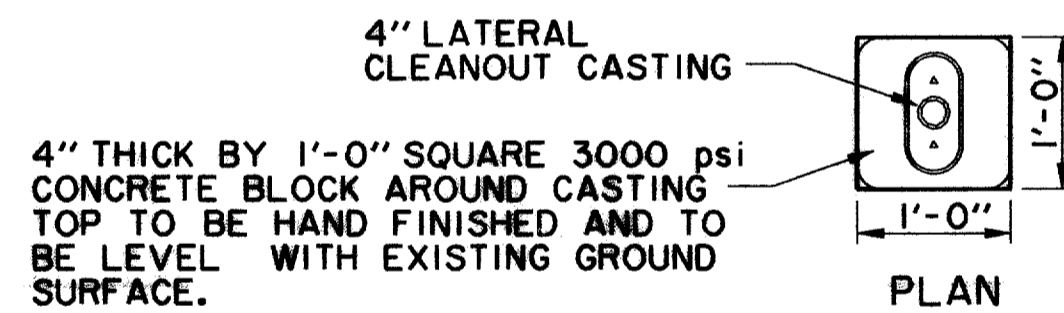 4" LATERAL
CLEANOUT CASTING
4" THICK BY 1'-0" SQUARE 3000 psi
CONCRETE BLOCK AROUND CASTING
TOP TO BE HAND FINISHED AND TO
BE LEVEL WITH EXISTING GROUND
SURFACE.
1'-0"
1'-0"
PLAN